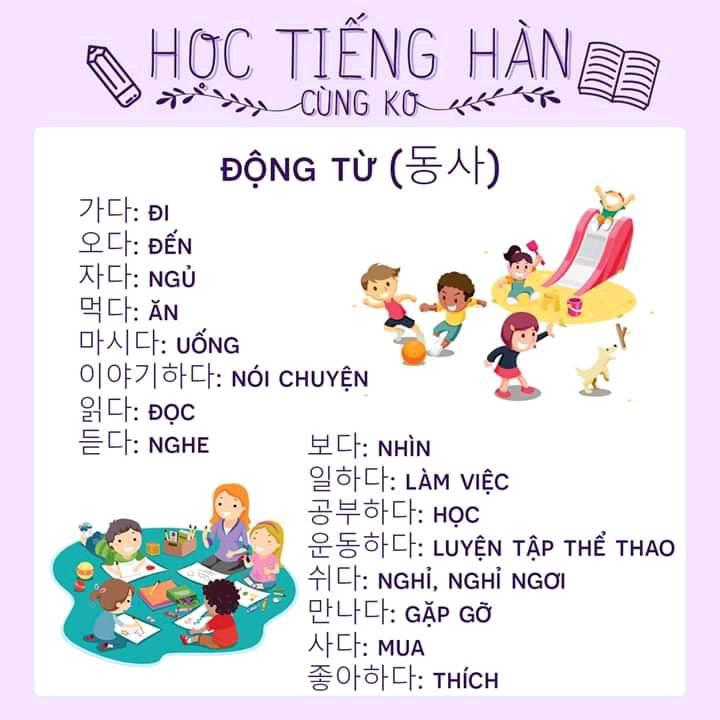 HỌC TIẾNG HÀN
CÙNG KO
ĐỘNG TỪ (동사)
가다: ĐI
오다: ĐẾN
자다: NGỦ
먹다: ĂN
마시다: UỐNG
이야기하다: NÓI CHUYỆN
읽다: ĐỌC
듣다: NGHE
보다: NHÌN
일하다: LÀM VIỆC
공부하다: HỌC
운동하다: LUYỆN TẬP THỂ THAO
쉬다: NGHỈ, NGHỈ NGƠI
만나다: GẶP GỠ
사다: MUA
좋아하다: THÍCH